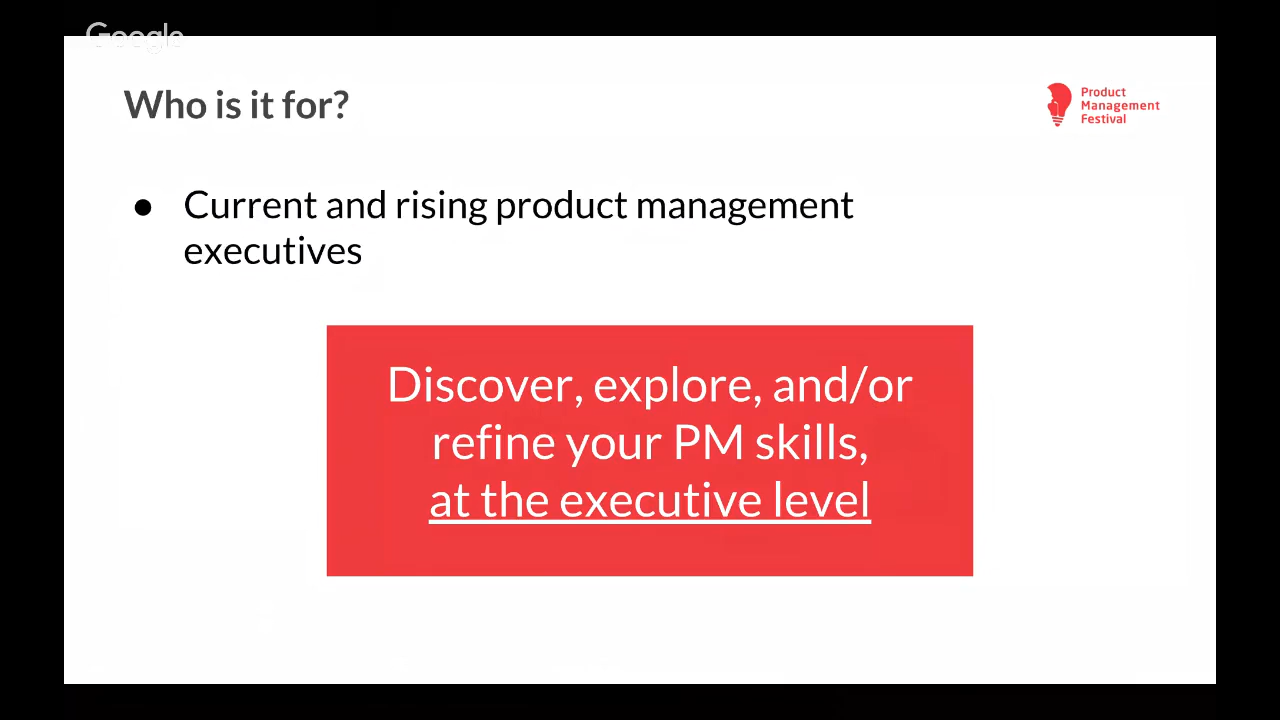 Google
Who is it for?
Product
Management
Festival
● Current and rising product management
executives
Discover, explore, and/or
refine your PM skills,
at the executive level